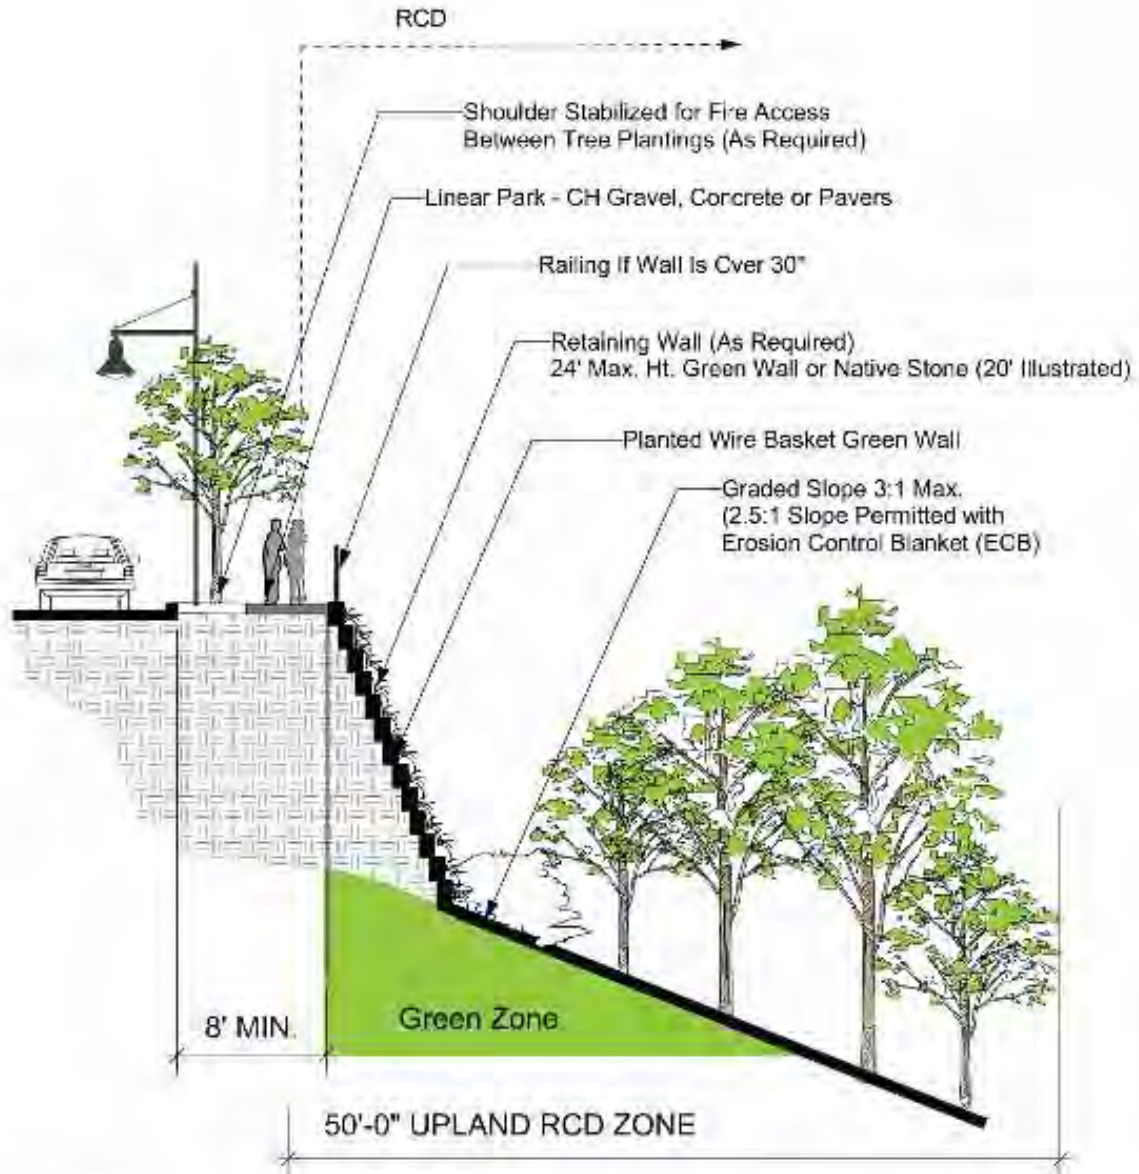 RCD
Shoulder Stabilized for Fire Access
Between Tree Plantings (As Required)
Linear Park - CH Gravel, Concrete or Pavers
Railing If Wall Is Over 30"
Retaining Wall (As Required)
24' Max. Ht. Green Wall or Native Stone (20' Illustrated)
Planted Wire Basket Green Wall
Graded Slope 3:1 Max.
(2.5:1 Slope Permitted with
Erosion Control Blanket (ECB)
Green Zone
8' MIN.
50'-0" UPLAND RCD ZONE